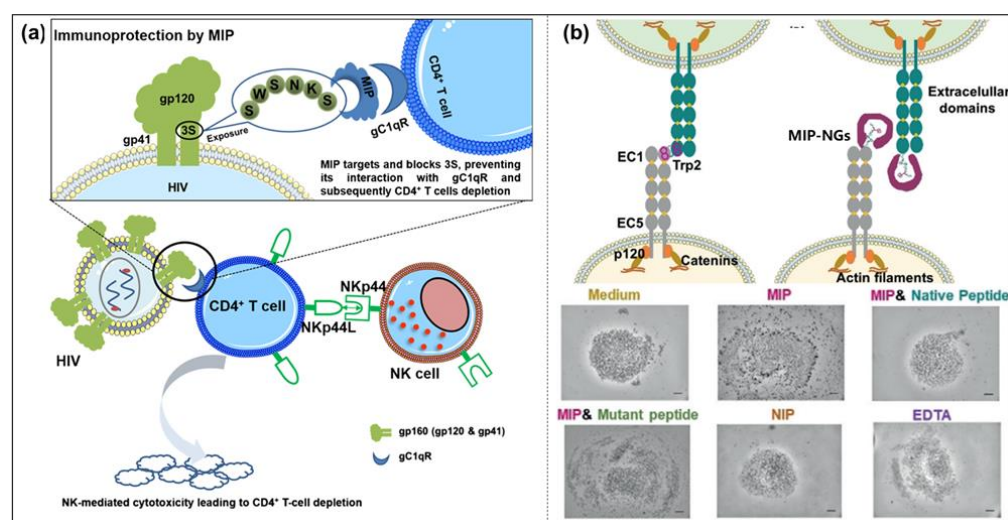 (a)
Immunoprotection by MIP
gp120
gp41
3S
Exposure
S W S N K S
MIP
gC1qR
CD4⁺ T cell
HIV
MIP targets and blocks 3S, preventing
its interaction with gC1qR and
subsequently CD4⁺ T cells depletion
HIV
CD4⁺ T cell
NKp44
NKp44L
NK cell
gp160 (gp120 & gp41)
gC1qR
NK-mediated cytotoxicity leading to CD4⁺ T-cell depletion
(b)
Extracellular
domains
MIP-NGs
EC1
Trp2
EC5
p120
Catenins
Actin filaments
Medium
MIP
MIP& Native Peptide
MIP& Mutant peptide
NIP
EDTA